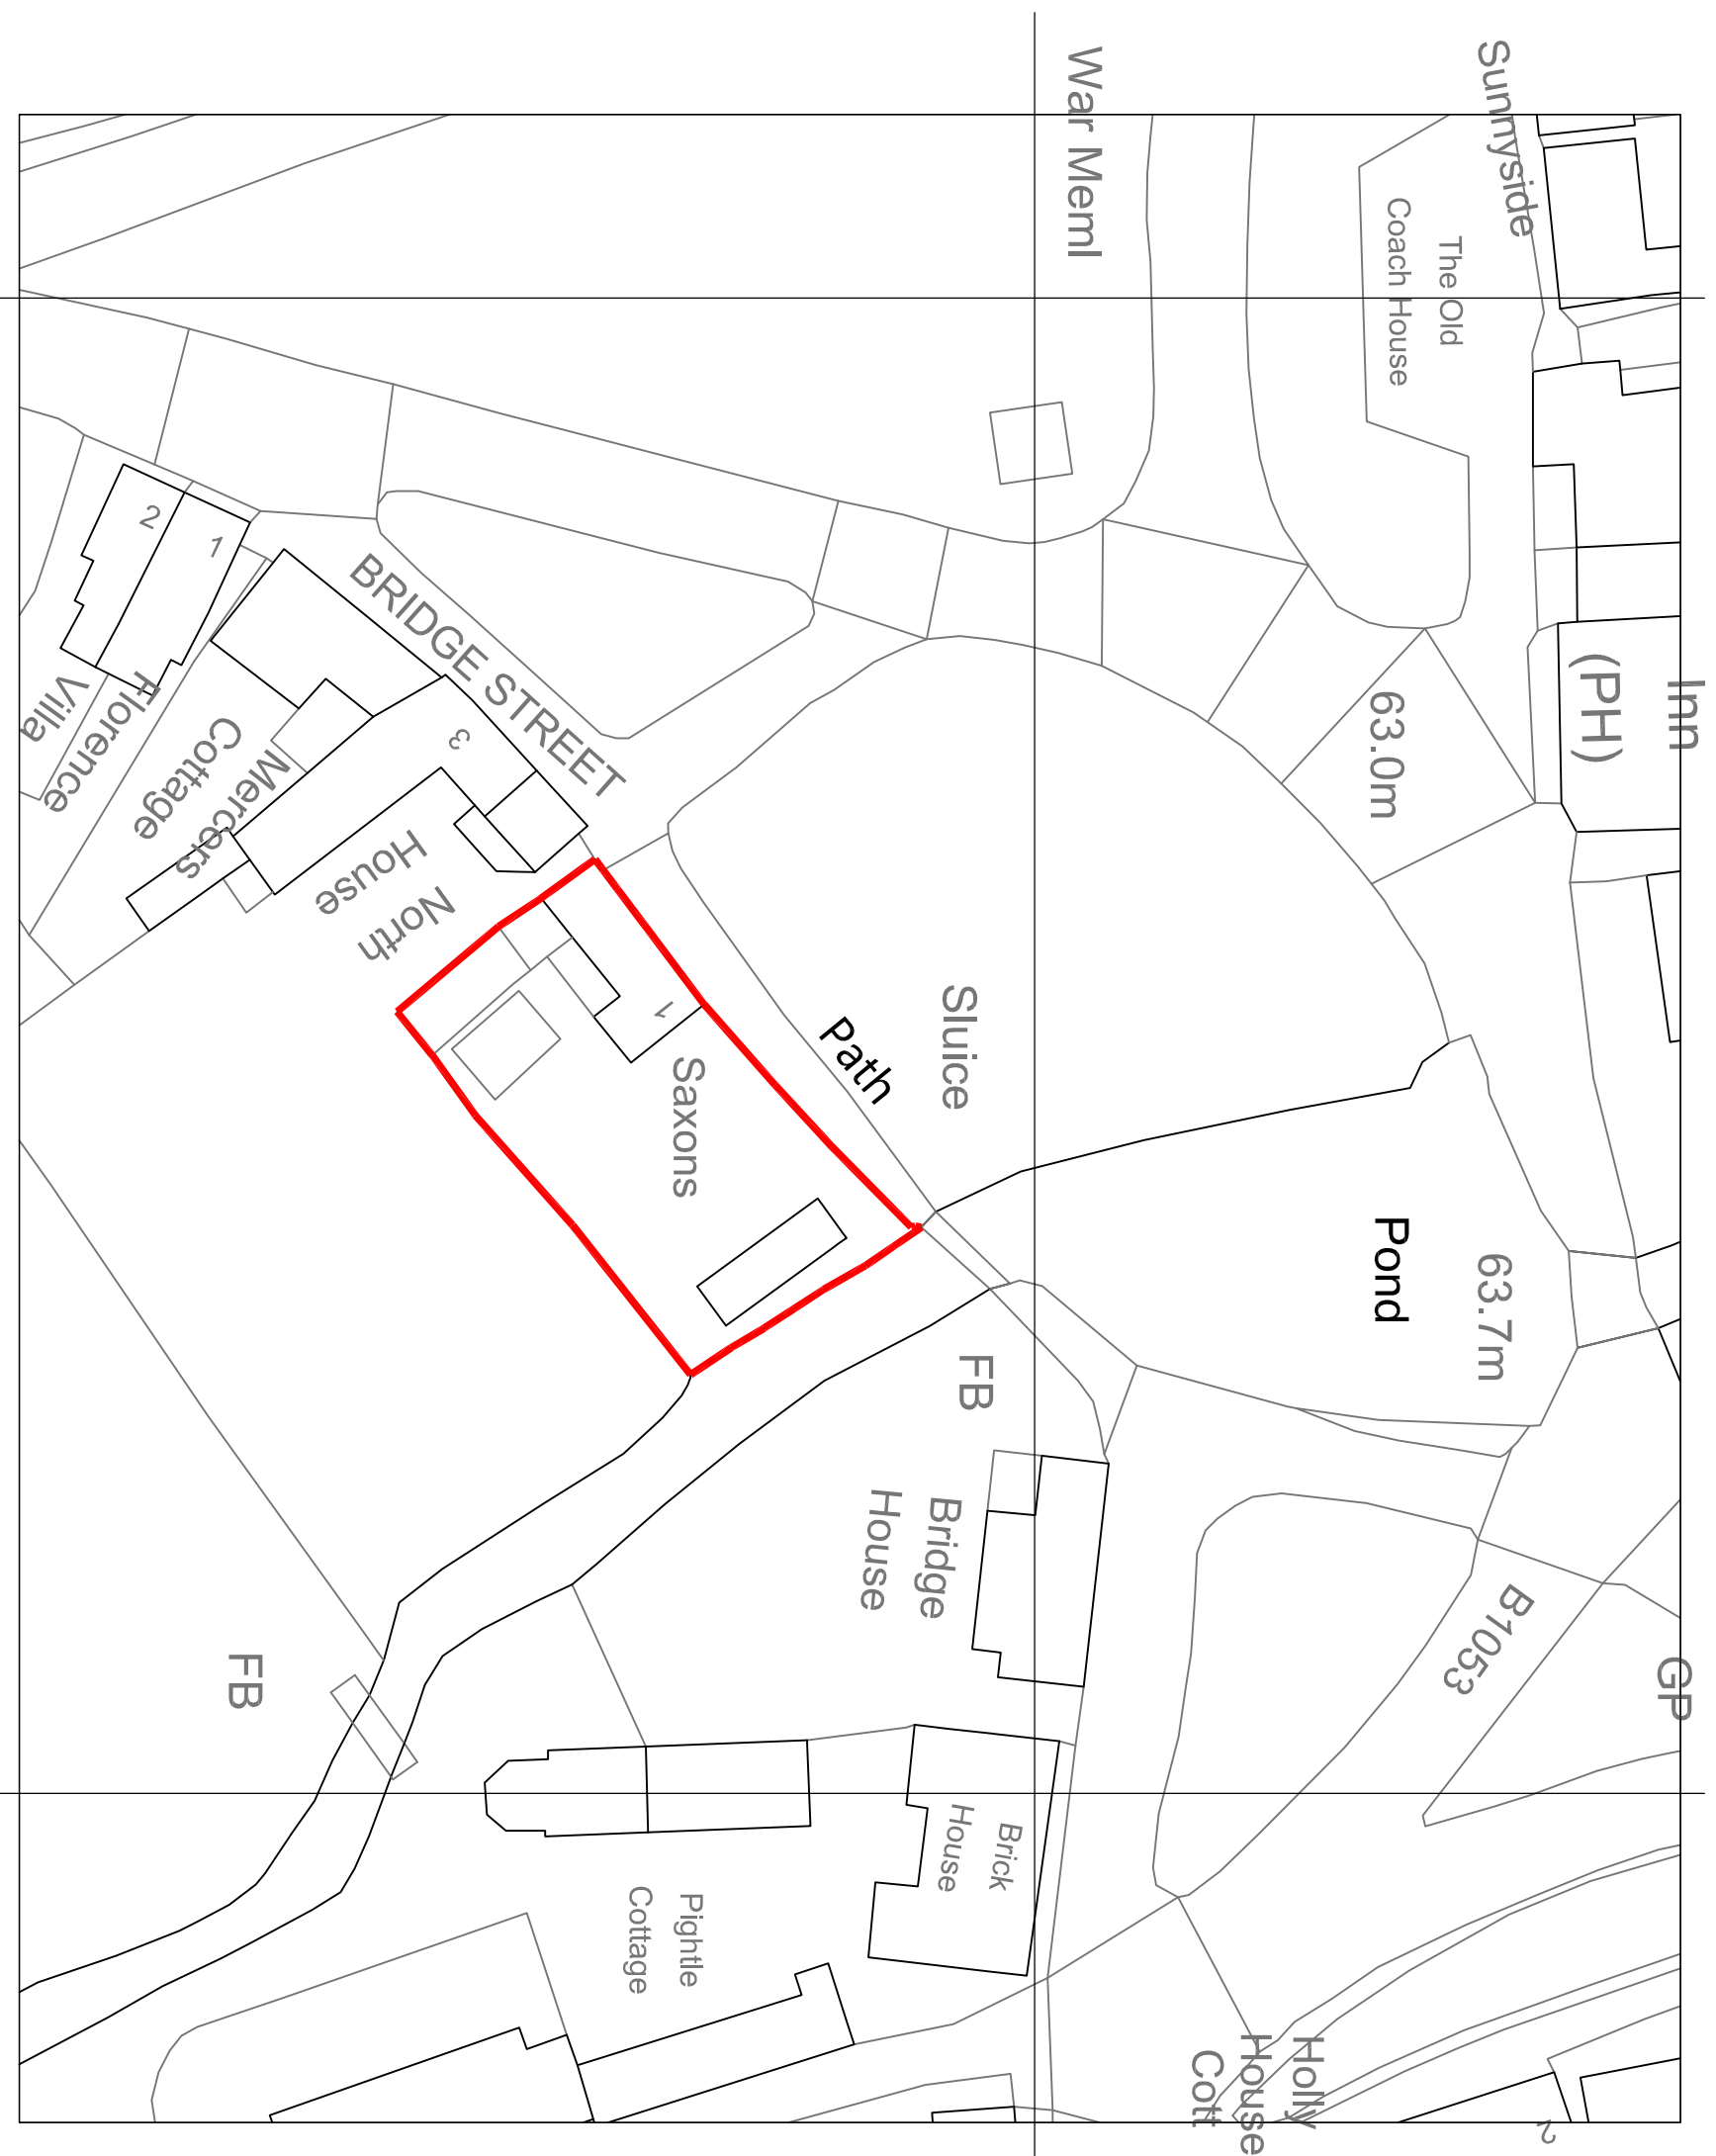 War Meml
Sunnyside
The Old
Coach House
BRIDGE STREET
2
1
Florence
Villa
Mercers
Cottage
3
North
House
1
Saxons
Path
Sluice
63.0m
Inn
(PH)
Pond
63.7m
FB
Bridge
House
B1053
GP
FB
Brick
House
Pightle
Cottage
Holly
House
Cott
2